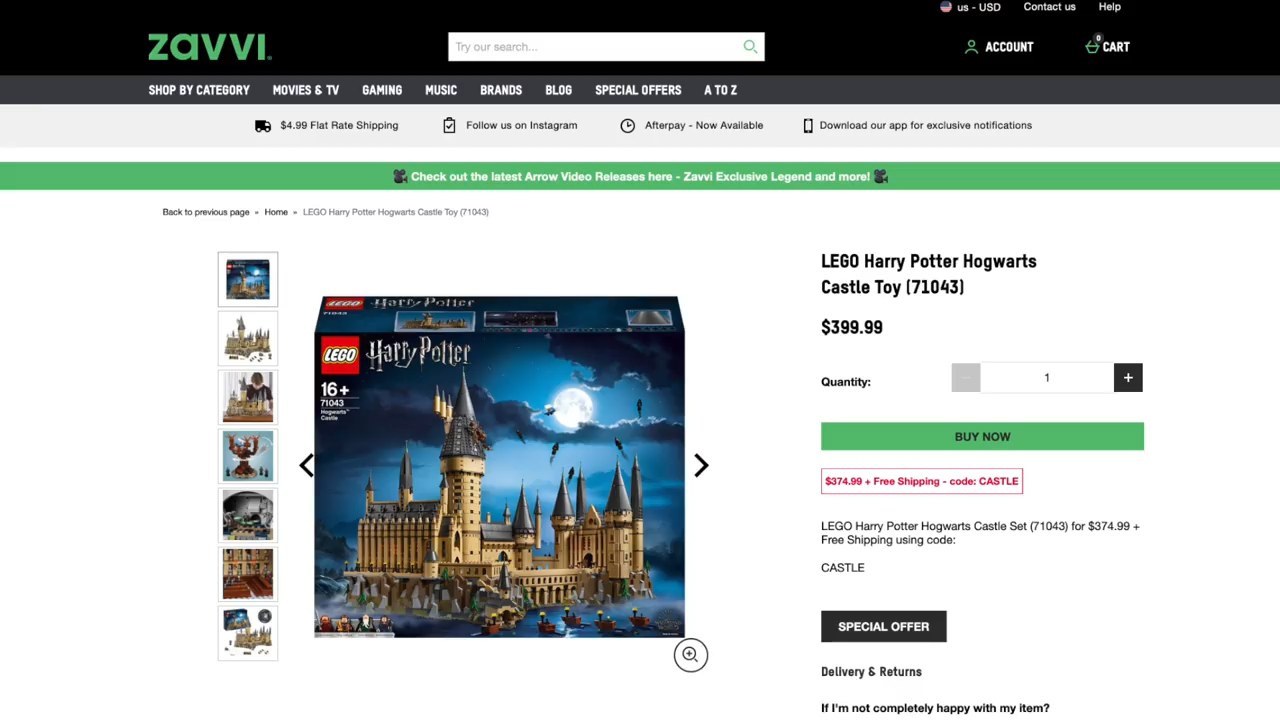 us - USD
Contact us
Help
zavvi.
Try our search...
ACCOUNT
0
CART
SHOP BY CATEGORY
MOVIES & TV
GAMING
MUSIC
BRANDS
BLOG
SPECIAL OFFERS
A TO Z
$4.99 Flat Rate Shipping
Follow us on Instagram
Afterpay - Now Available
Download our app for exclusive notifications
Check out the latest Arrow Video Releases here - Zavvi Exclusive Legend and more!
Back to previous page » Home » LEGO Harry Potter Hogwarts Castle Toy (71043)
LEGO Harry Potter
71043
LEGO Harry Potter
16+
71043
Hogwarts™
Castle
LEGO Harry Potter Hogwarts
Castle Toy (71043)
$399.99
Quantity:
1
+
BUY NOW
$374.99 + Free Shipping - code: CASTLE
LEGO Harry Potter Hogwarts Castle Set (71043) for $374.99 +
Free Shipping using code:
CASTLE
SPECIAL OFFER
Delivery & Returns
If I'm not completely happy with my item?